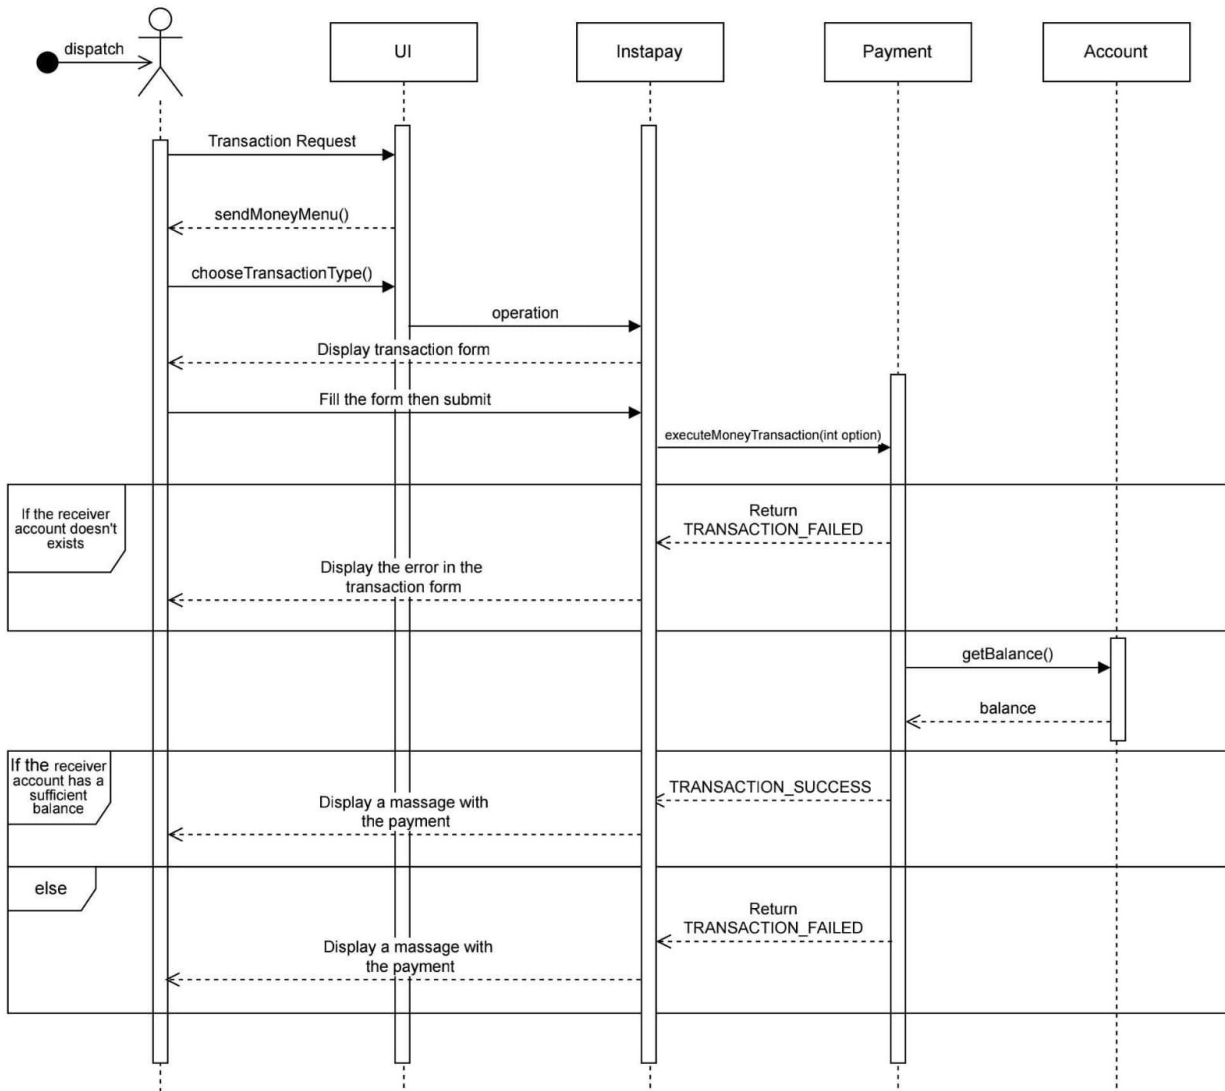 dispatch
UI
Instapay
Payment
Account
Transaction Request
sendMoneyMenu()
chooseTransactionType()
operation
Display transaction form
Fill the form then submit
executeMoneyTransaction(int option)
If the receiver
account doesn't
exists
Return
TRANSACTION_FAILED
Display the error in the
transaction form
getBalance()
balance
If the receiver
account has a
sufficient
balance
TRANSACTION_SUCCESS
Display a massage with
the payment
else
Return
TRANSACTION_FAILED
Display a massage with
the payment